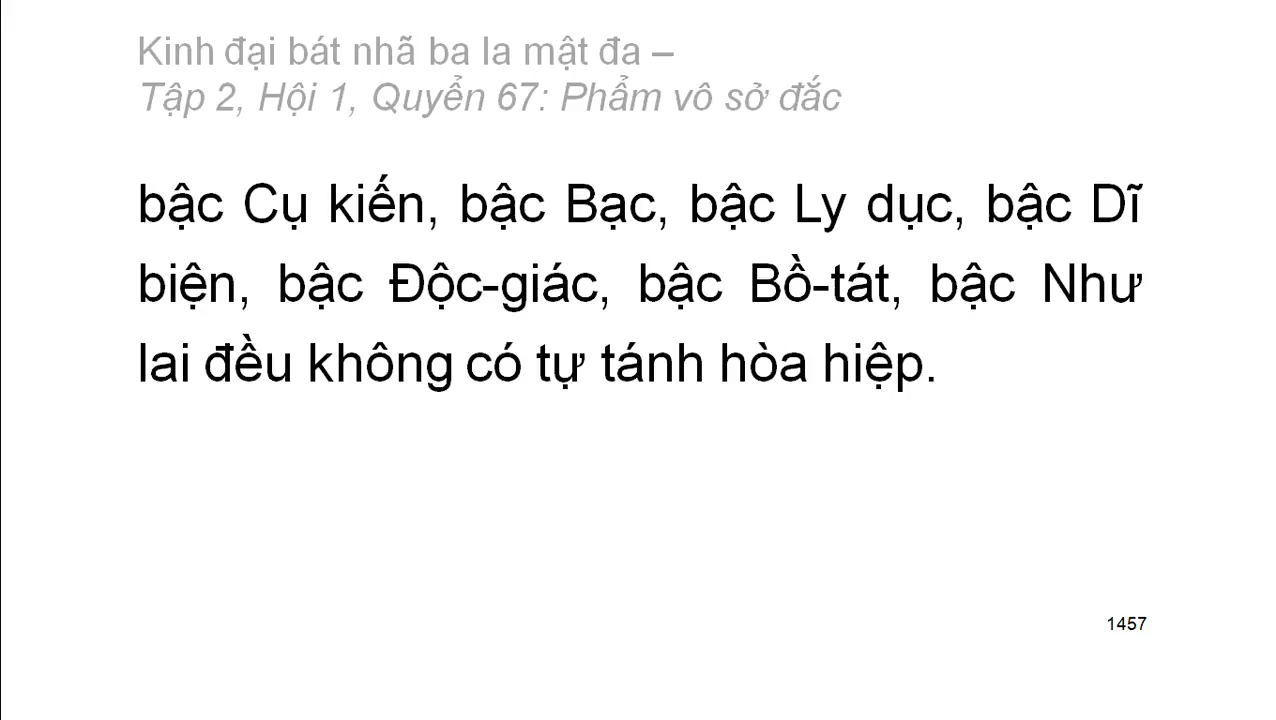 Kinh đại bát nhã ba la mật đa –
Tập 2, Hội 1, Quyển 67: Phẩm vô sở đắc
bậc Cụ kiến, bậc Bạc, bậc Ly dục, bậc Dĩ
biện, bậc Độc-giác, bậc Bồ-tát, bậc Như
lai đều không có tự tánh hòa hiệp.
1457